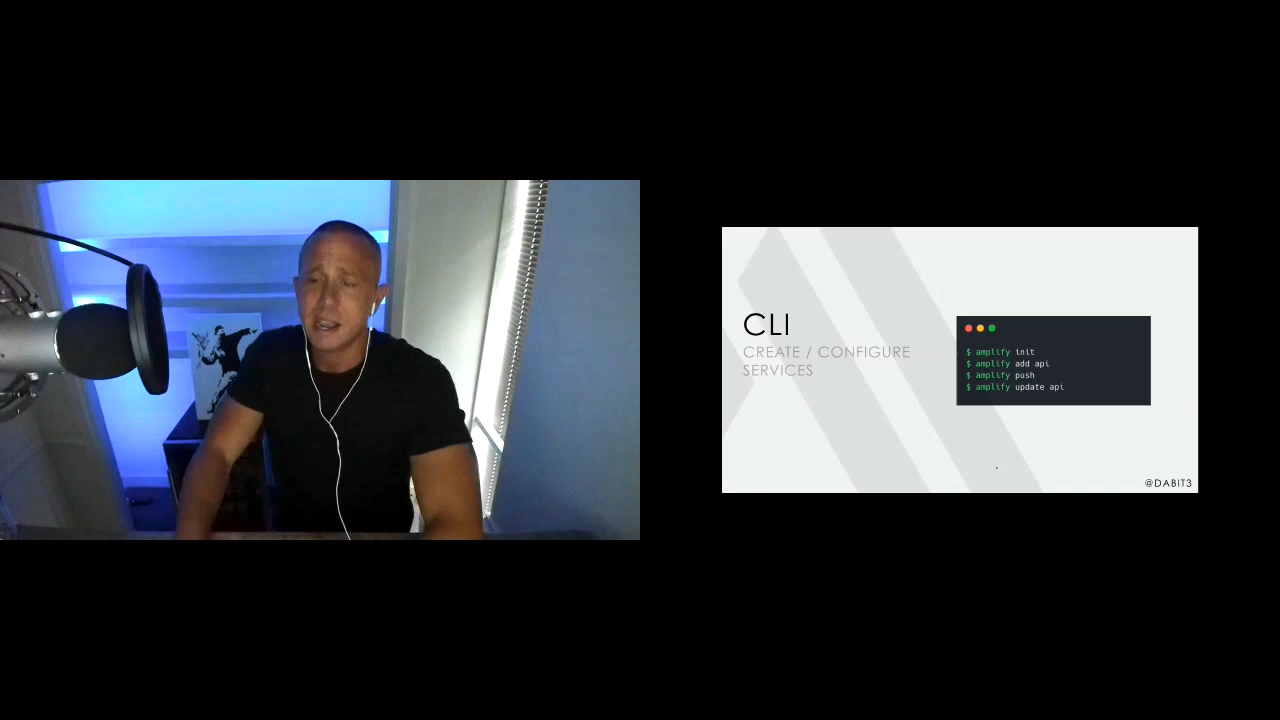 CLI
CREATE / CONFIGURE
SERVICES
$ amplify init
$ amplify add api
$ amplify push
$ amplify update api
@DABIT3